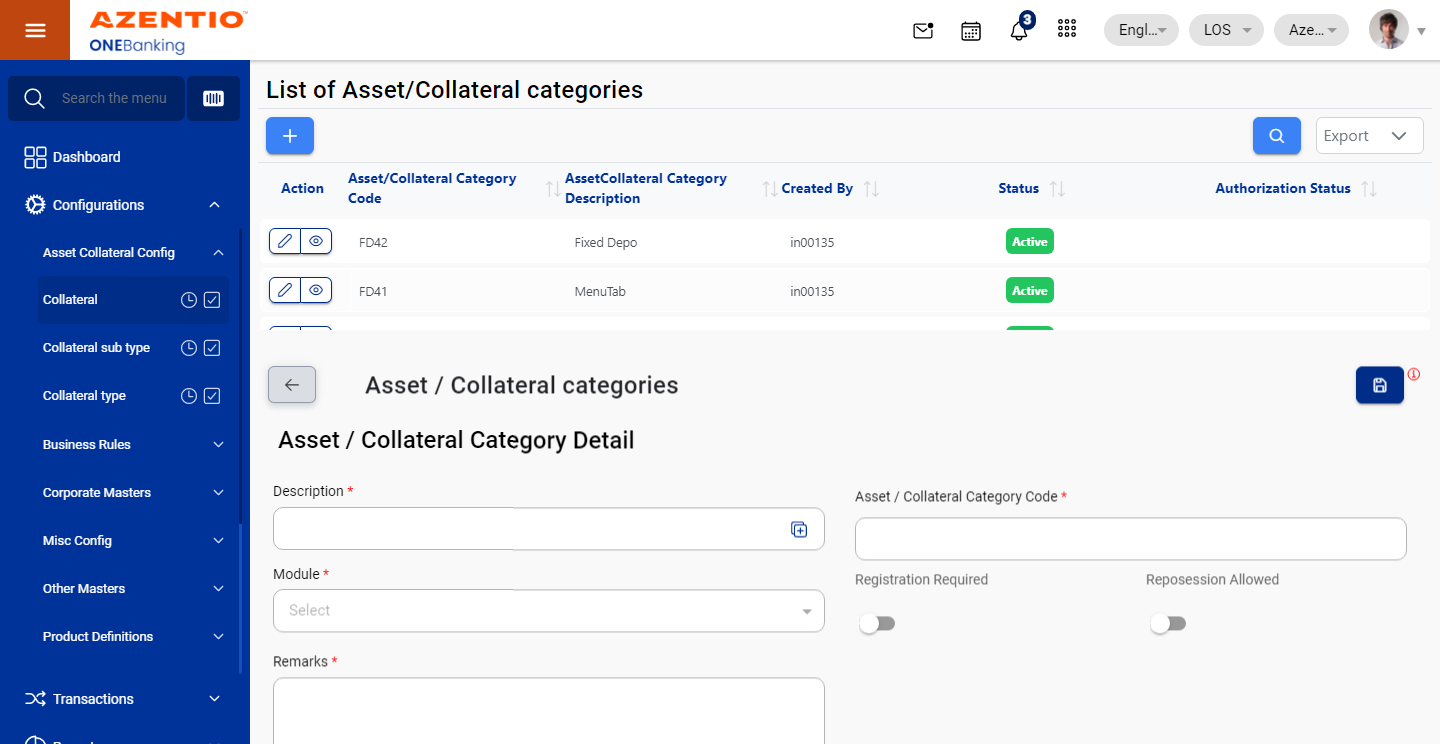 AZENTIO™
ONEBanking
3
Engl...
LOS
Aze...
Search the menu
Dashboard
Configurations
Asset Collateral Config
Collateral
Collateral sub type
Collateral type
Business Rules
Corporate Masters
Misc Config
Other Masters
Product Definitions
Transactions
List of Asset/Collateral categories
Export
Action
Asset/Collateral Category
Code
AssetCollateral Category
Description
Created By
Status
Authorization Status
FD42
Fixed Depo
in00135
Active
FD41
MenuTab
in00135
Active
Asset / Collateral categories
Asset / Collateral Category Detail
Description *
Asset / Collateral Category Code *
Module *
Select
Registration Required
Reposession Allowed
Remarks *